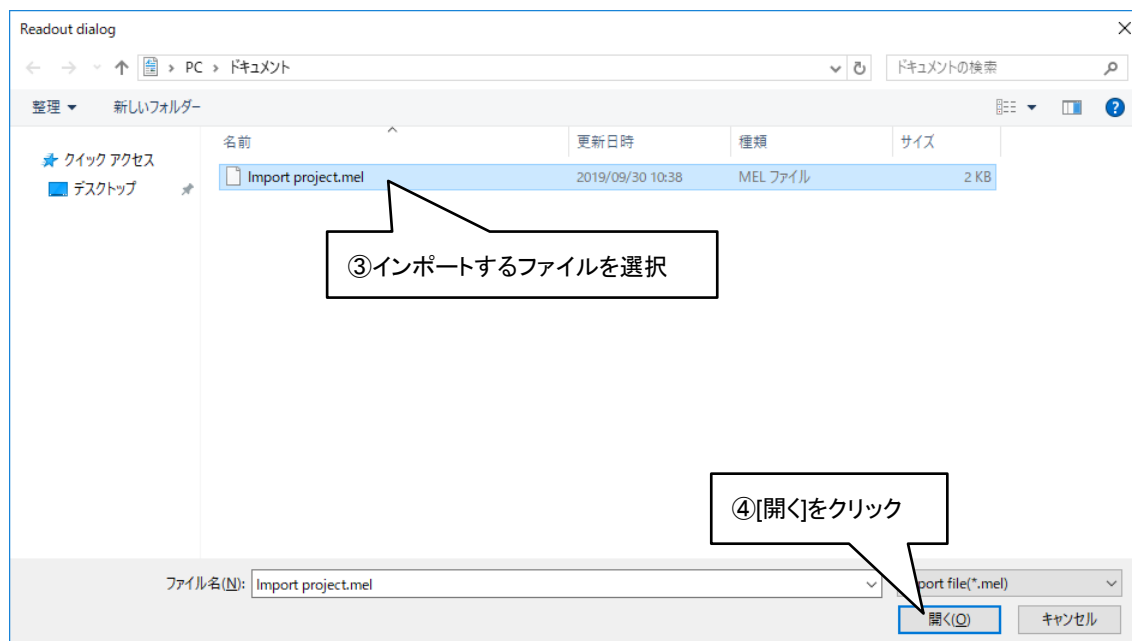 Readout dialog
PC › ドキュメント
ドキュメントの検索
整理
新しいフォルダー
名前
更新日時
種類
サイズ
クイック アクセス
デスクトップ
Import project.mel
2019/09/30 10:38
MEL ファイル
2 KB
③インポートするファイルを選択
④[開く]をクリック
ファイル名(N):
Import project.mel
file(*.mel)
開く(O)
キャンセル